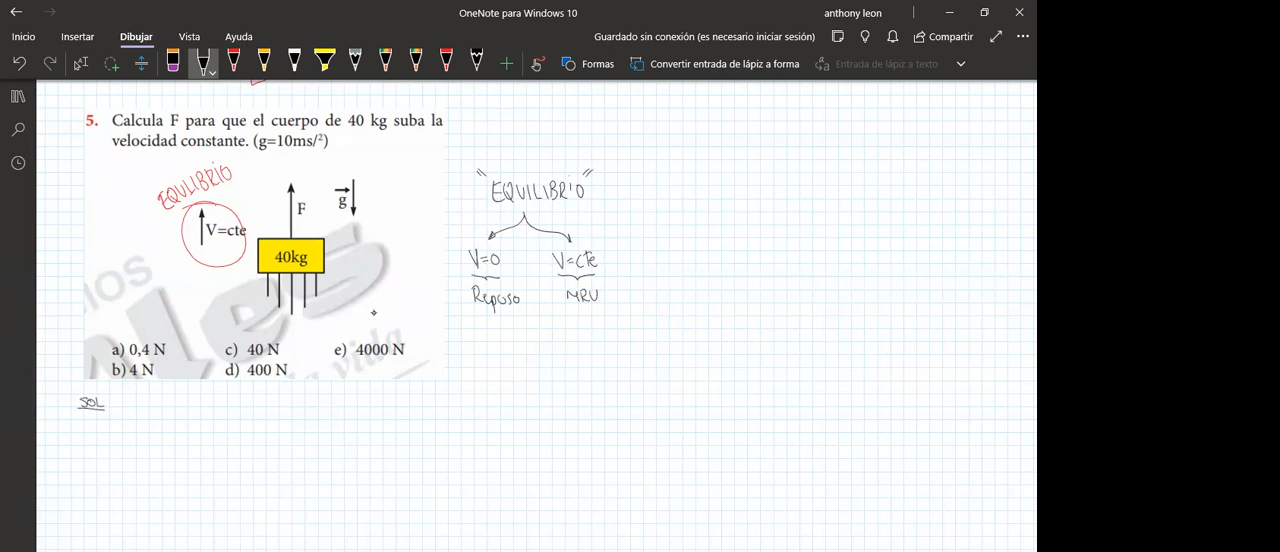 OneNote para Windows 10
anthony leon
Inicio
Insertar
Dibujar
Vista
Ayuda
Guardado sin conexión (es necesario iniciar sesión)
Compartir
Formas
Convertir entrada de lápiz a forma
Entrada de lápiz a texto
5. Calcula F para que el cuerpo de 40 kg suba la
velocidad constante. (g=10ms/²)
EQUILIBRIO
V=cte
F
g
40kg
a) 0,4 N
c) 40 N
e) 4000 N
b) 4 N
d) 400 N
SOL
"EQUILIBRIO"
V=0
V=cte
Reposo
MRU